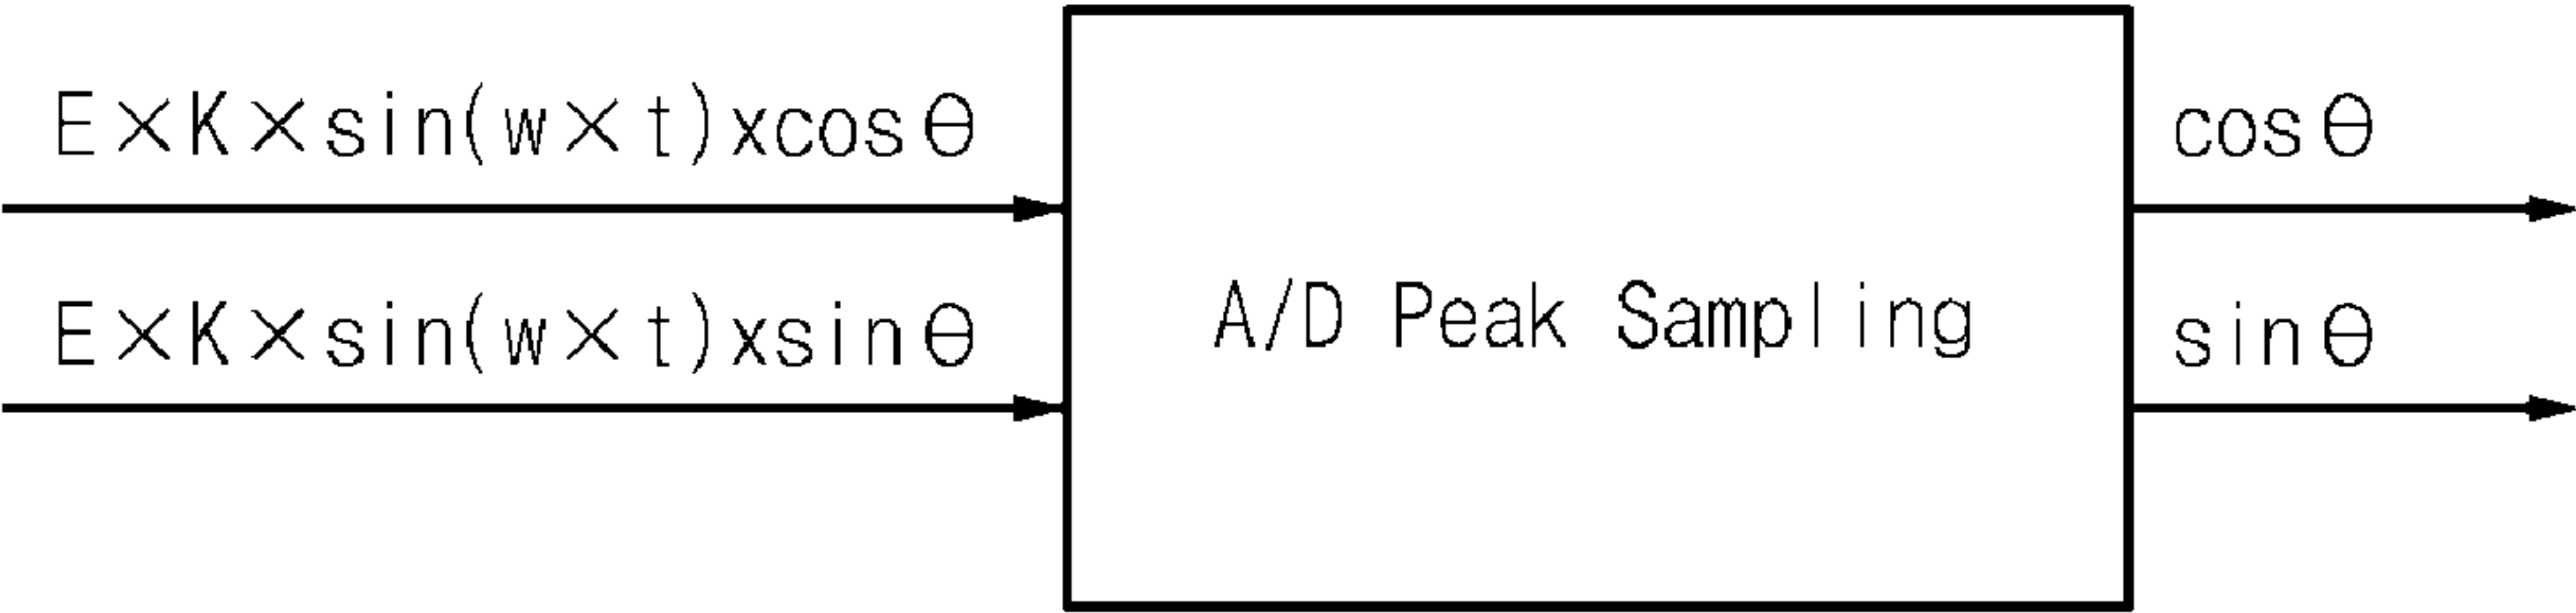 E×K×sin(w×t)xcosθ
cosθ
E×K×sin(w×t)xsinθ
A/D Peak Sampling
sinθ